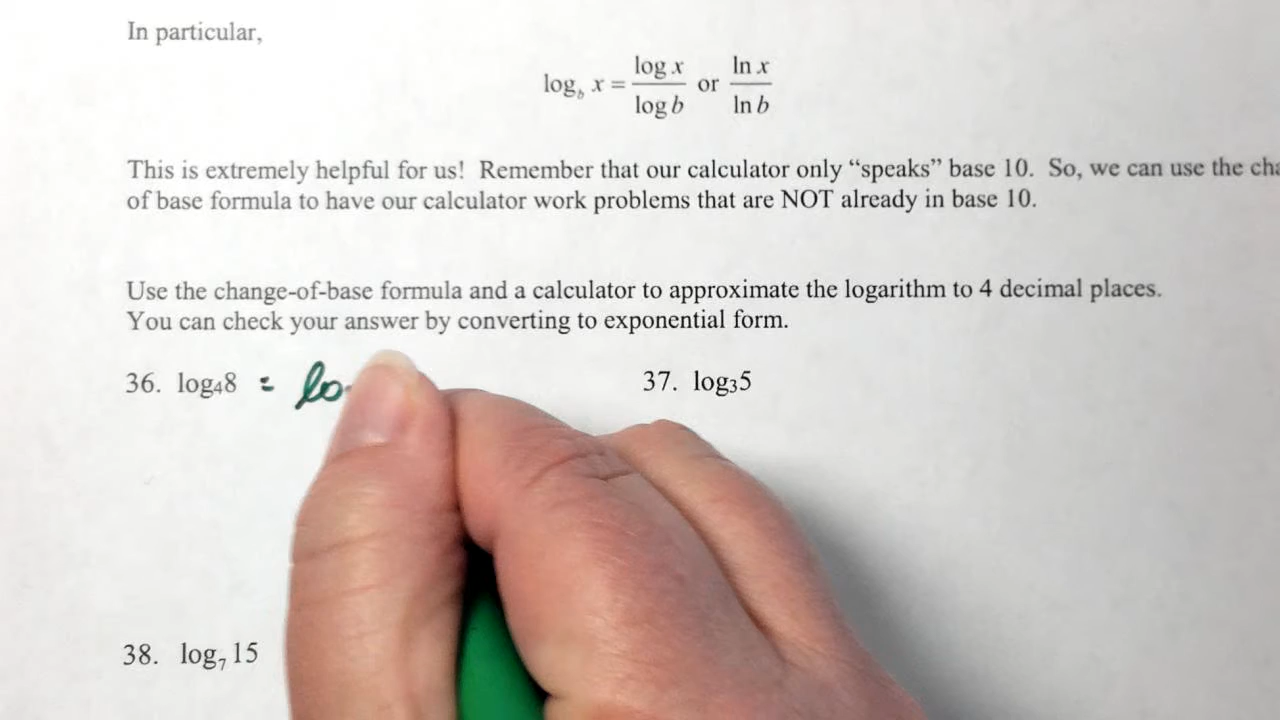 In particular,
log_b x = log x / log b or ln x / ln b
This is extremely helpful for us! Remember that our calculator only “speaks” base 10. So, we can use the
of base formula to have our calculator work problems that are NOT already in base 10.
Use the change-of-base formula and a calculator to approximate the logarithm to 4 decimal places.
You can check your answer by converting to exponential form.
36. log₄8 = lo
37. log₃5
38. log₇ 15